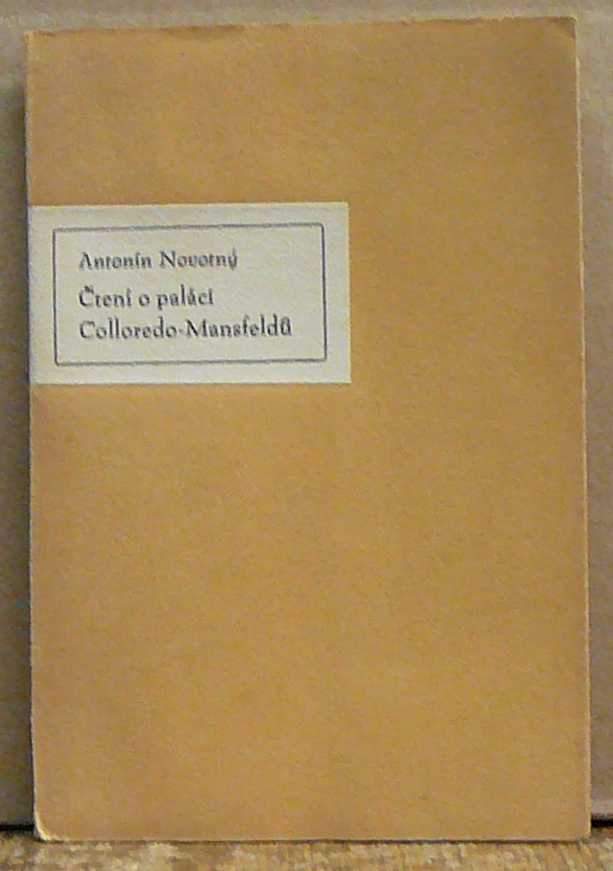 Antonín Novotný
Čtení o paláci
Colloredo-Mansfeldů